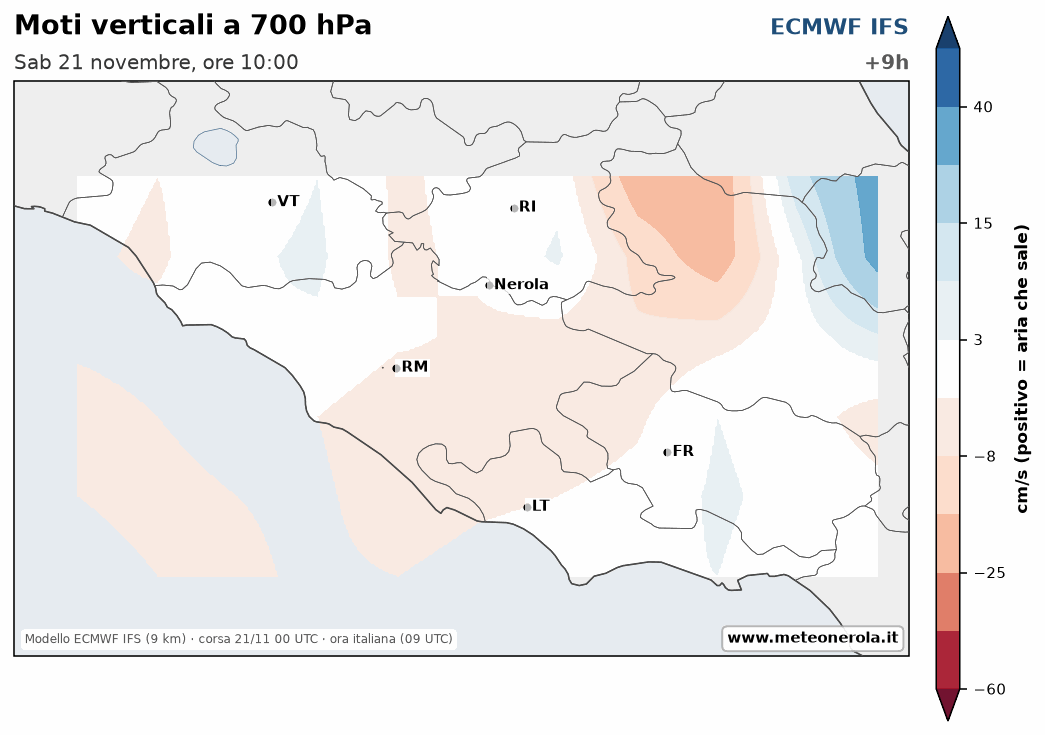 Moti verticali a 700 hPa
ECMWF IFS
Sab 21 novembre, ore 10:00
+9h
40
15
3
−8
−25
−60
cm/s (positivo = aria che sale)
VT
RI
Nerola
RM
FR
LT
Modello ECMWF IFS (9 km) · corsa 21/11 00 UTC · ora italiana (09 UTC)
www.meteonerola.it